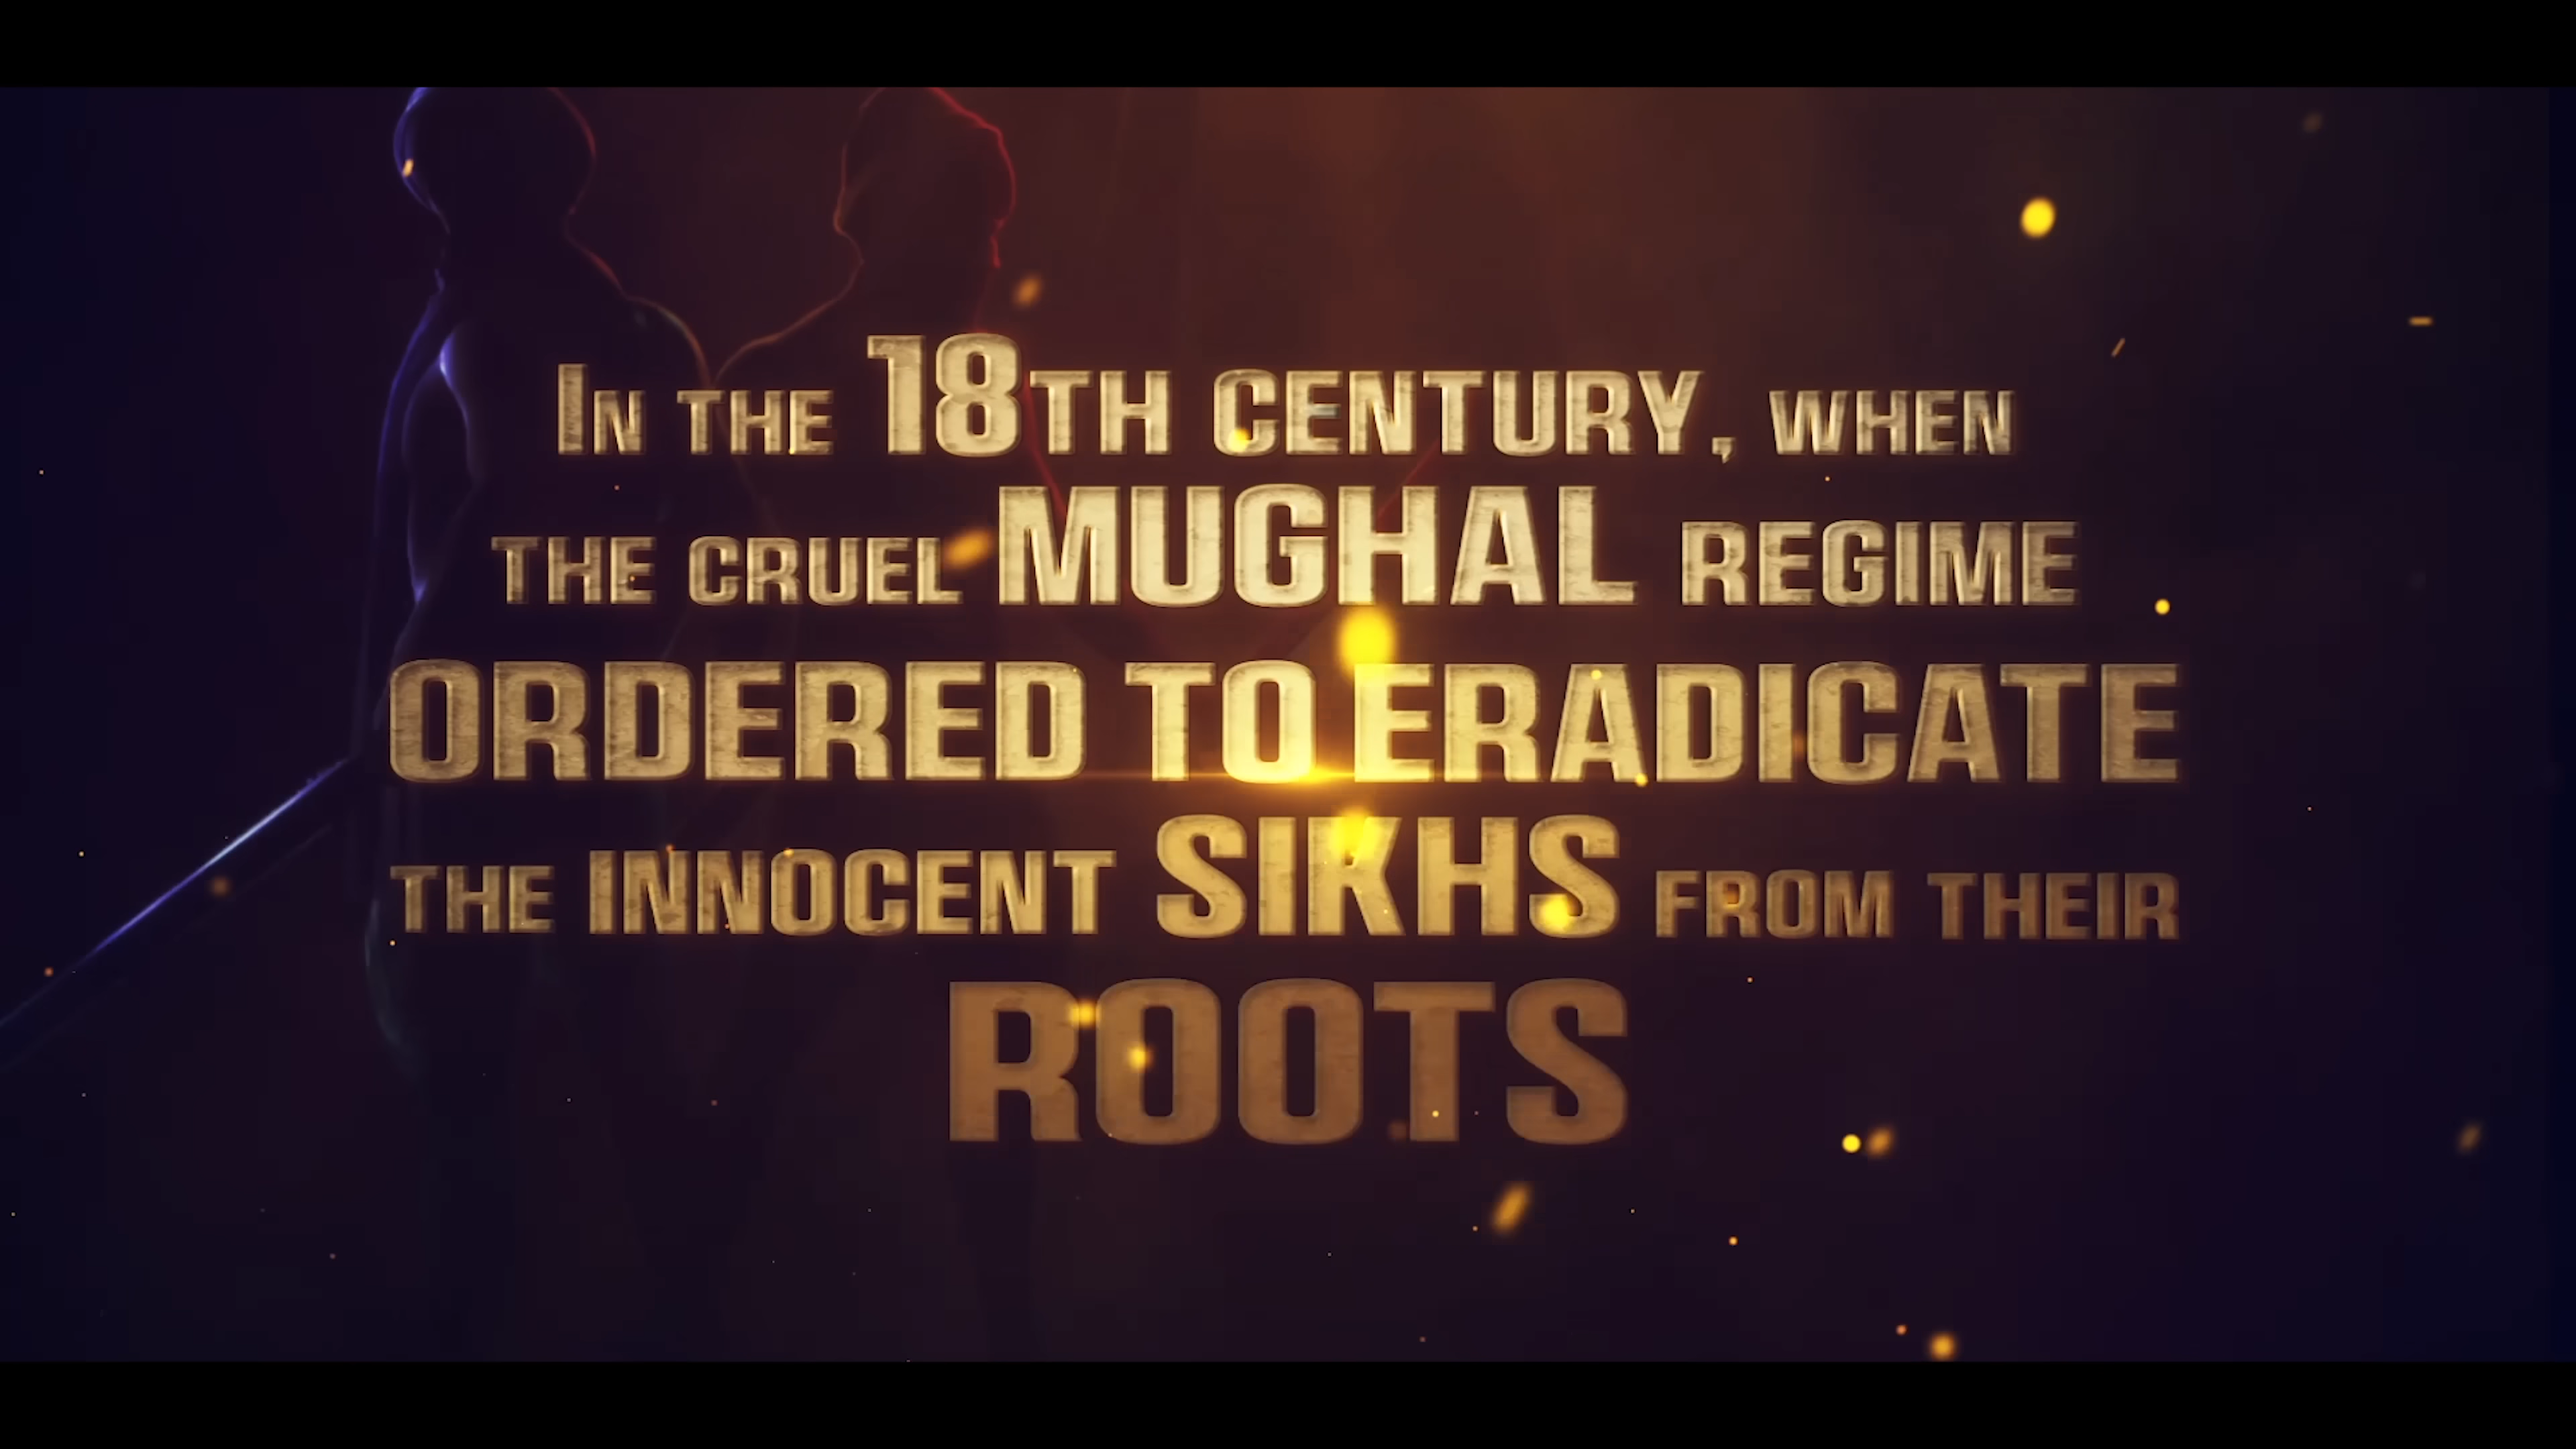 In the 18th century, when
the cruel MUGHAL regime
ORDERED TO ERADICATE
the INNOCENT SIKHS from their
ROOTS